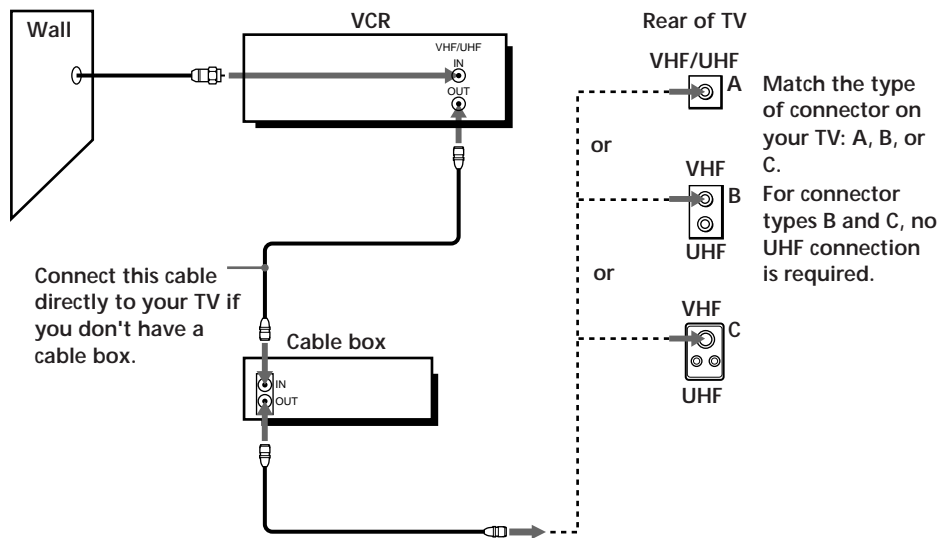 Wall
VCR
VHF/UHF
IN
OUT
Rear of TV
VHF/UHF
A
Match the type
of connector on
your TV: A, B, or
C.
or
VHF
B
UHF
For connector
types B and C, no
UHF connection
is required.
or
VHF
C
UHF
Connect this cable
directly to your TV if
you don't have a
cable box.
Cable box
IN
OUT